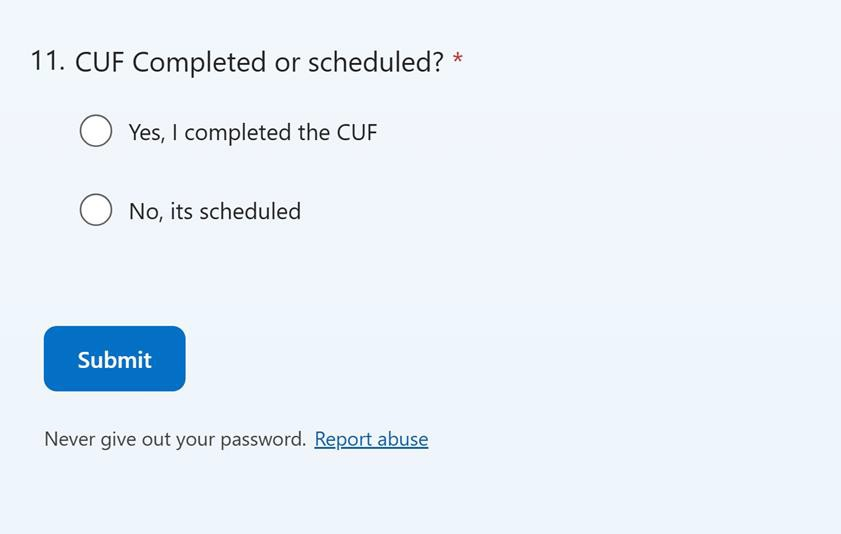 11. CUF Completed or scheduled? *
Yes, I completed the CUF
No, its scheduled
Submit
Never give out your password. Report abuse